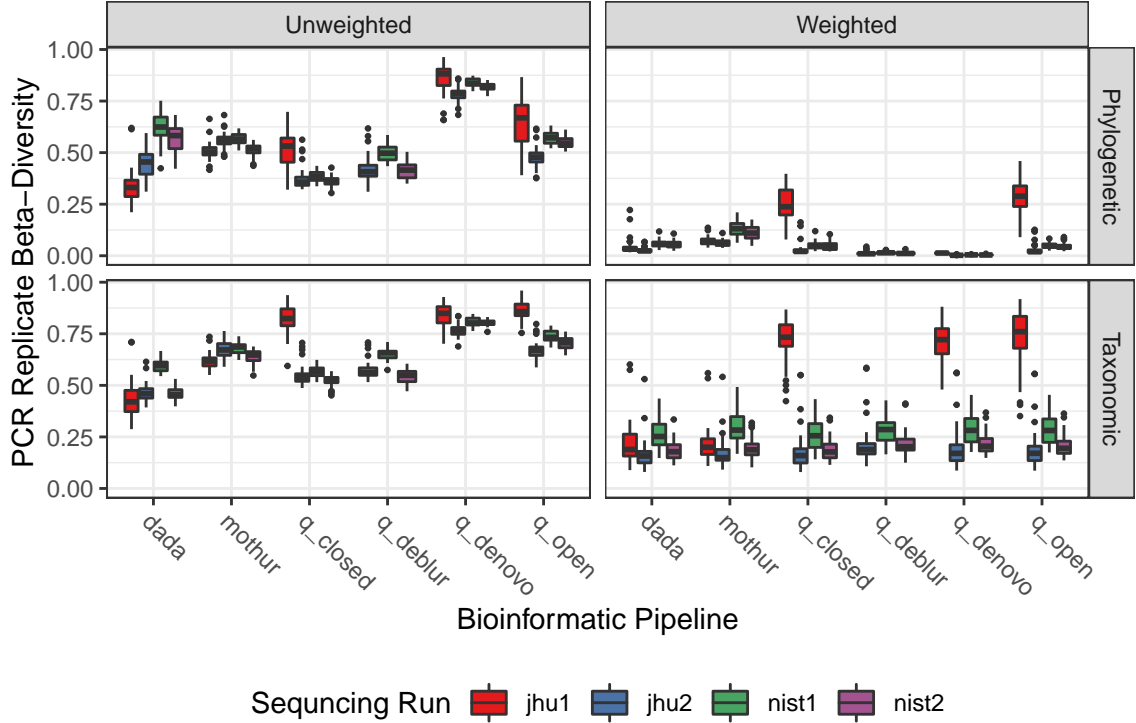 Unweighted
Weighted
PCR Replicate Beta−Diversity
1.00
0.75
0.50
0.25
0.00
Phylogenetic
1.00
0.75
0.50
0.25
0.00
Taxonomic
dada
mothur
q_closed
q_deblur
q_denovo
q_open
dada
mothur
q_closed
q_deblur
q_denovo
q_open
Bioinformatic Pipeline
Sequncing Run jhu1 jhu2 nist1 nist2